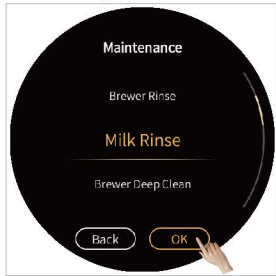 Maintenance
Brewer Rinse
Milk Rinse
Brewer Deep Clean
Back OK